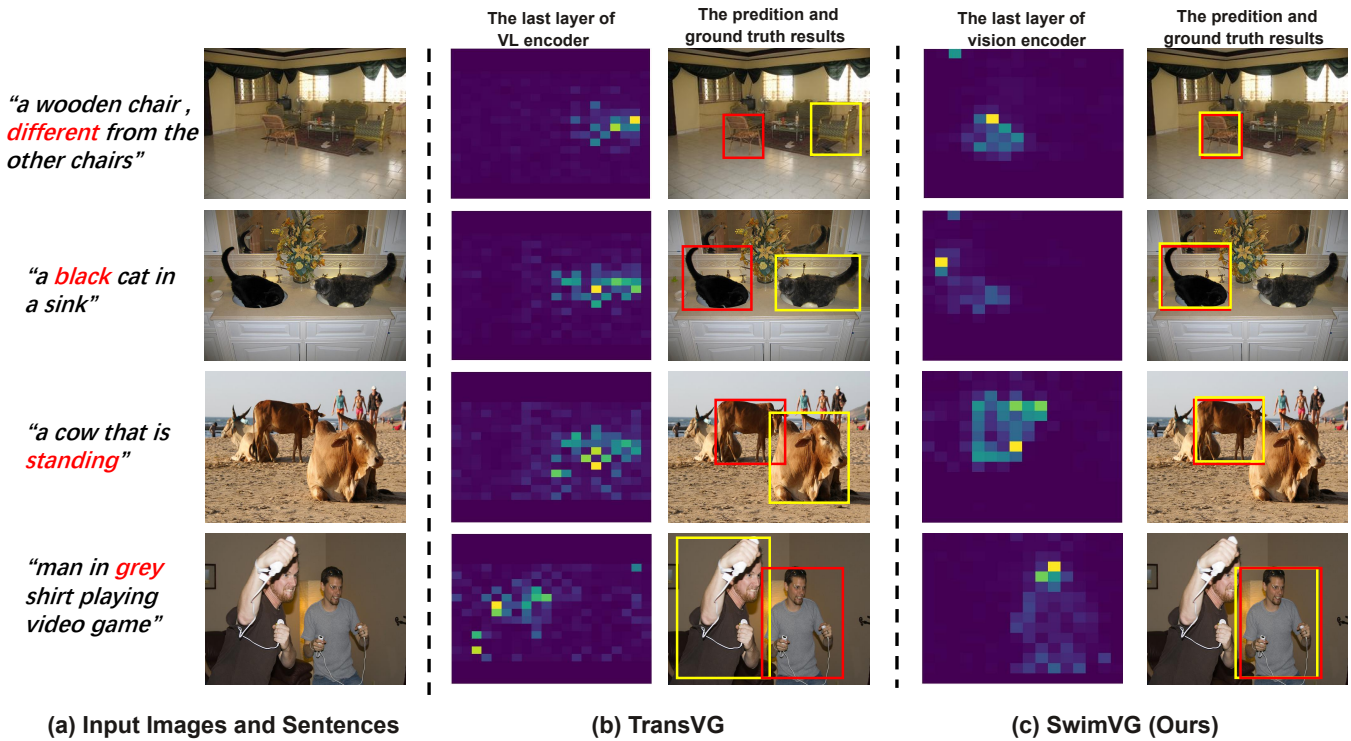 The last layer of
VL encoder
The predition and
ground truth results
The last layer of
vision encoder
The predition and
ground truth results
“a wooden chair ,
different from the
other chairs”
“a black cat in
a sink”
“a cow that is
standing”
“man in grey
shirt playing
video game”
(a) Input Images and Sentences
(b) TransVG
(c) SwimVG (Ours)